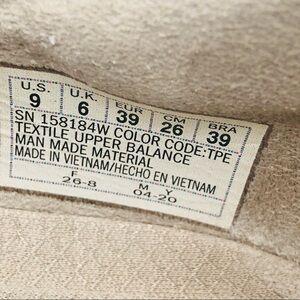 U.S. U.K. EUR CM BRA
9 6 39 26 39
SN 158184W COLOR CODE:TPE
TEXTILE UPPER BALANCE
MAN MADE MATERIAL
MADE IN VIETNAM/HECHO EN VIETNAM
F M Y
26-8 04-20